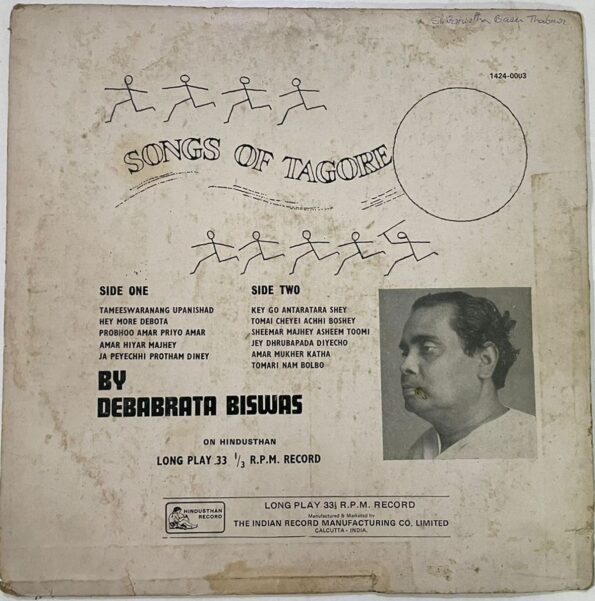 1424-0003
SONGS OF TAGORE
SIDE ONE
TAMEESWARANANG UPANISHAD
HEY MORE DEBOTA
PROBHOO AMAR PRIYO AMAR
AMAR HIYAR MAJHEY
JA PEYECHHI PROTHAM DINEY
SIDE TWO
KEY GO ANTARATARA SHEY
TOMAI CHEYEI ACHHI BOSHEY
SHEEMAR MAJHEY ASHEEM TOOMI
JEY DHRUBAPADA DIYECHO
AMAR MUKHER KATHA
TOMARI NAM BOLBO
BY
DEBABRATA BISWAS
ON HINDUSTHAN
LONG PLAY 33 1/3 R.P.M. RECORD
HINDUSTHAN
RECORD
LONG PLAY 33⅓ R.P.M. RECORD
Manufactured & Marketed by
THE INDIAN RECORD MANUFACTURING CO. LIMITED
CALCUTTA - INDIA.